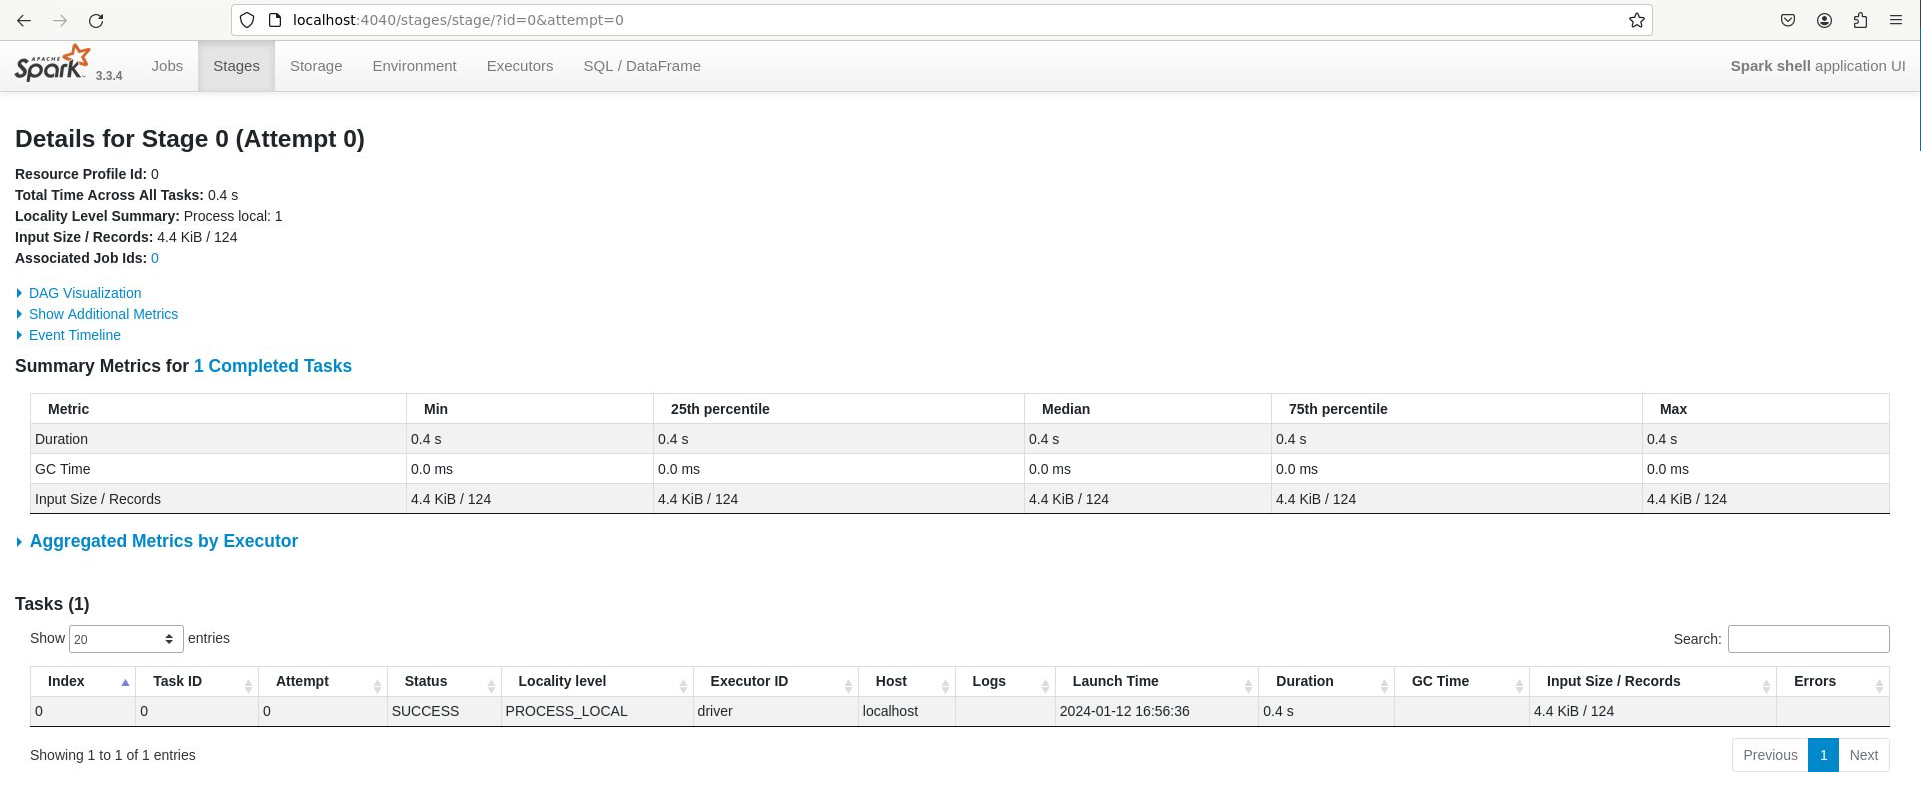 localhost:4040/stages/stage/?id=0&attempt=0
APACHE Spark 3.3.4 Jobs Stages Storage Environment Executors SQL / DataFrame Spark shell application UI
Details for Stage 0 (Attempt 0)
Resource Profile Id: 0
Total Time Across All Tasks: 0.4 s
Locality Level Summary: Process local: 1
Input Size / Records: 4.4 KiB / 124
Associated Job Ids: 0
DAG Visualization
Show Additional Metrics
Event Timeline
Summary Metrics for 1 Completed Tasks
Metric Min 25th percentile Median 75th percentile Max
Duration 0.4 s 0.4 s 0.4 s 0.4 s 0.4 s
GC Time 0.0 ms 0.0 ms 0.0 ms 0.0 ms 0.0 ms
Input Size / Records 4.4 KiB / 124 4.4 KiB / 124 4.4 KiB / 124 4.4 KiB / 124 4.4 KiB / 124
Aggregated Metrics by Executor
Tasks (1)
Show 20 entries Search:
Index Task ID Attempt Status Locality level Executor ID Host Logs Launch Time Duration GC Time Input Size / Records Errors
0 0 0 SUCCESS PROCESS_LOCAL driver localhost 2024-01-12 16:56:36 0.4 s 4.4 KiB / 124
Showing 1 to 1 of 1 entries Previous 1 Next